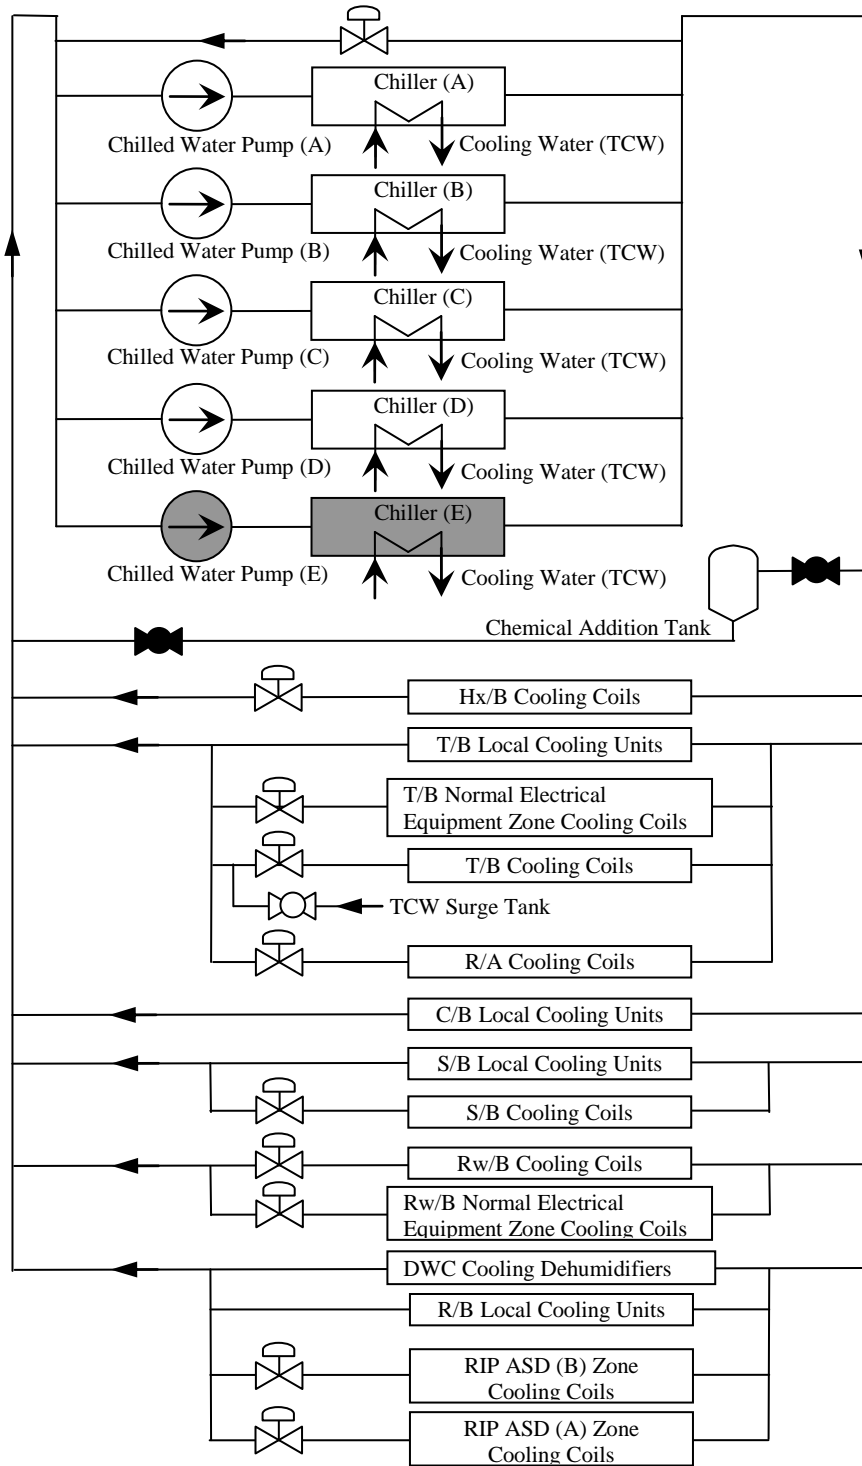 Chiller (A)
Chilled Water Pump (A)
Cooling Water (TCW)
Chiller (B)
Chilled Water Pump (B)
Cooling Water (TCW)
Chiller (C)
Chilled Water Pump (C)
Cooling Water (TCW)
Chiller (D)
Chilled Water Pump (D)
Cooling Water (TCW)
Chiller (E)
Chilled Water Pump (E)
Cooling Water (TCW)
Chemical Addition Tank
Hx/B Cooling Coils
T/B Local Cooling Units
T/B Normal Electrical
Equipment Zone Cooling Coils
T/B Cooling Coils
TCW Surge Tank
R/A Cooling Coils
C/B Local Cooling Units
S/B Local Cooling Units
S/B Cooling Coils
Rw/B Cooling Coils
Rw/B Normal Electrical
Equipment Zone Cooling Coils
DWC Cooling Dehumidifiers
R/B Local Cooling Units
RIP ASD (B) Zone
Cooling Coils
RIP ASD (A) Zone
Cooling Coils